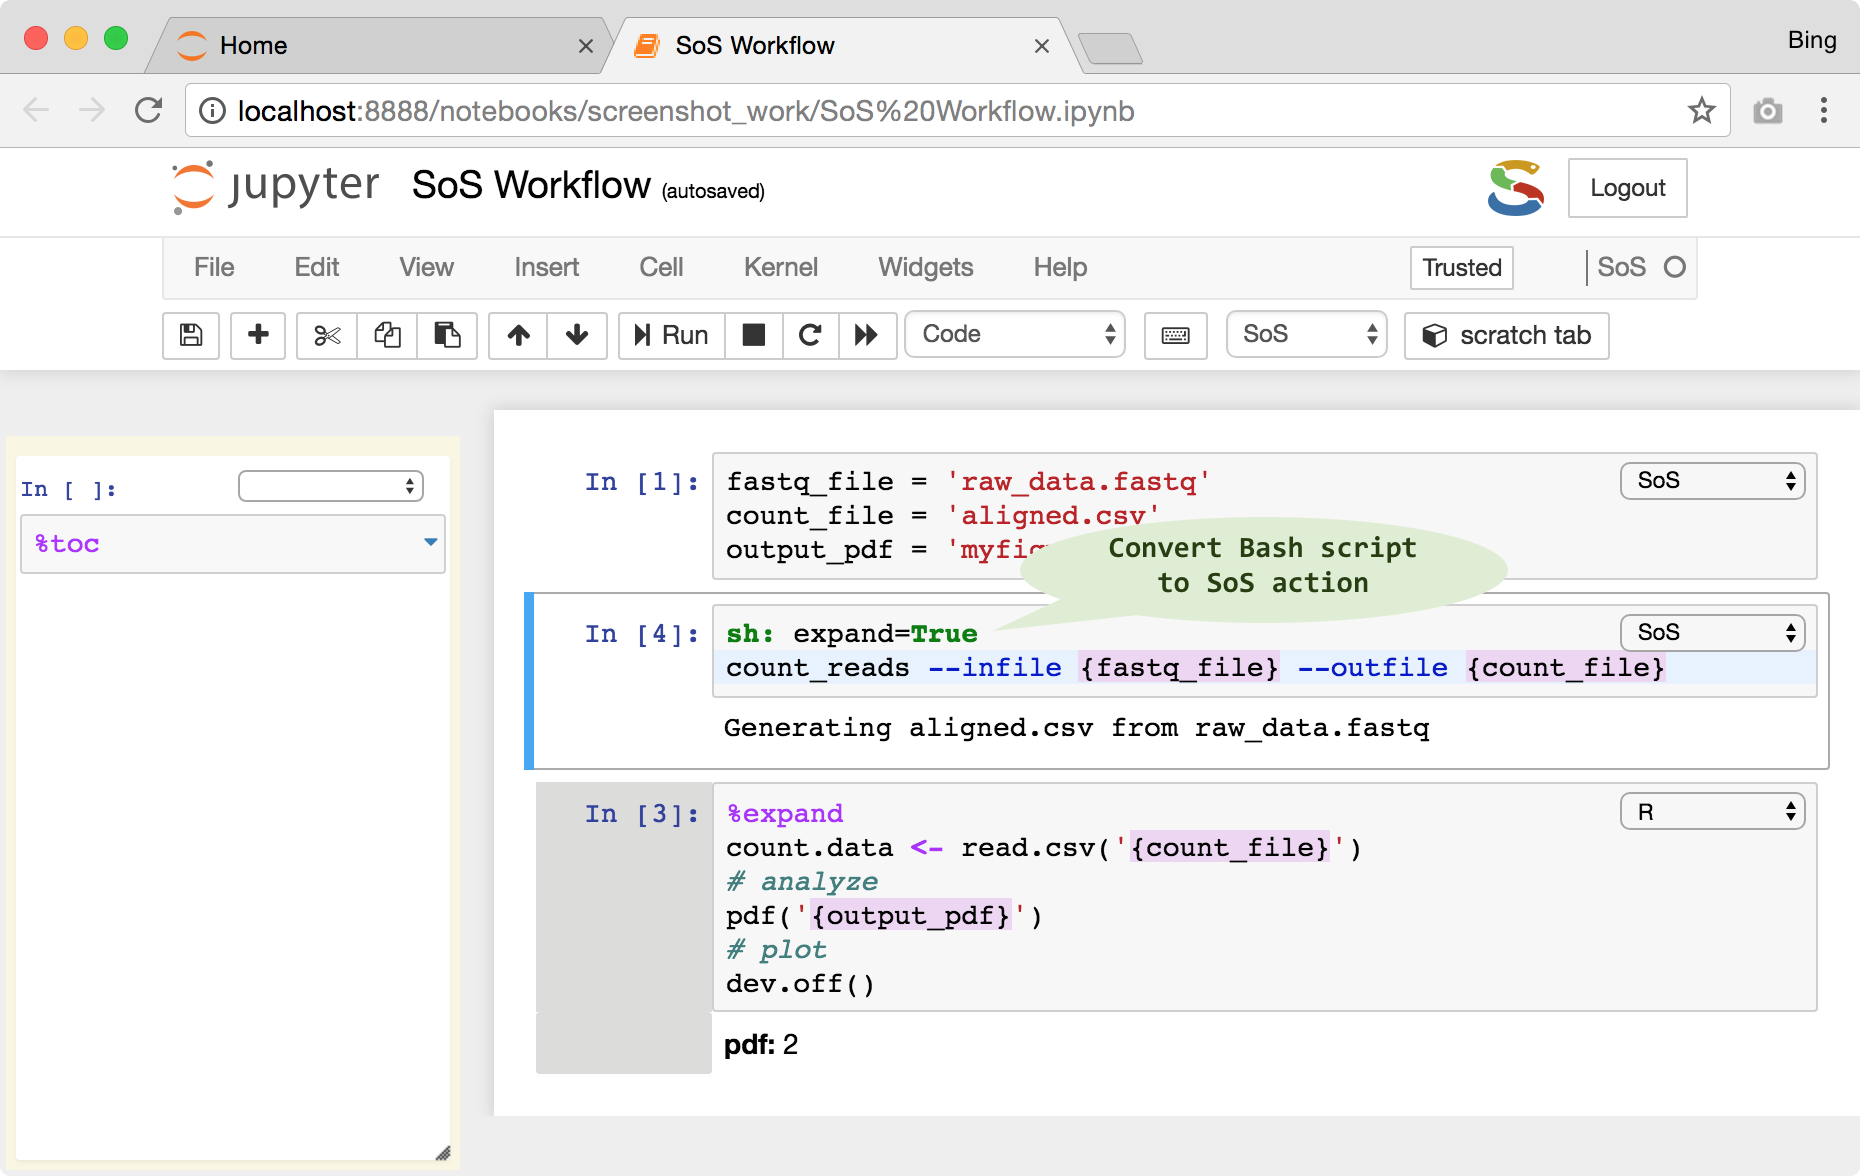 Home
SoS Workflow
Bing
localhost:8888/notebooks/screenshot_work/SoS%20Workflow.ipynb
jupyter SoS Workflow (autosaved)
Logout
File Edit View Insert Cell Kernel Widgets Help Trusted SoS
Run Code SoS scratch tab
In [ ]:
%toc
In [1]:
fastq_file = 'raw_data.fastq'
SoS
count_file = 'aligned.csv'
output_pdf = 'myfig
Convert Bash script
to SoS action
In [4]:
sh: expand=True
SoS
count_reads --infile {fastq_file} --outfile {count_file}
Generating aligned.csv from raw_data.fastq
In [3]:
%expand
R
count.data <- read.csv('{count_file}')
# analyze
pdf('{output_pdf}')
# plot
dev.off()
pdf: 2